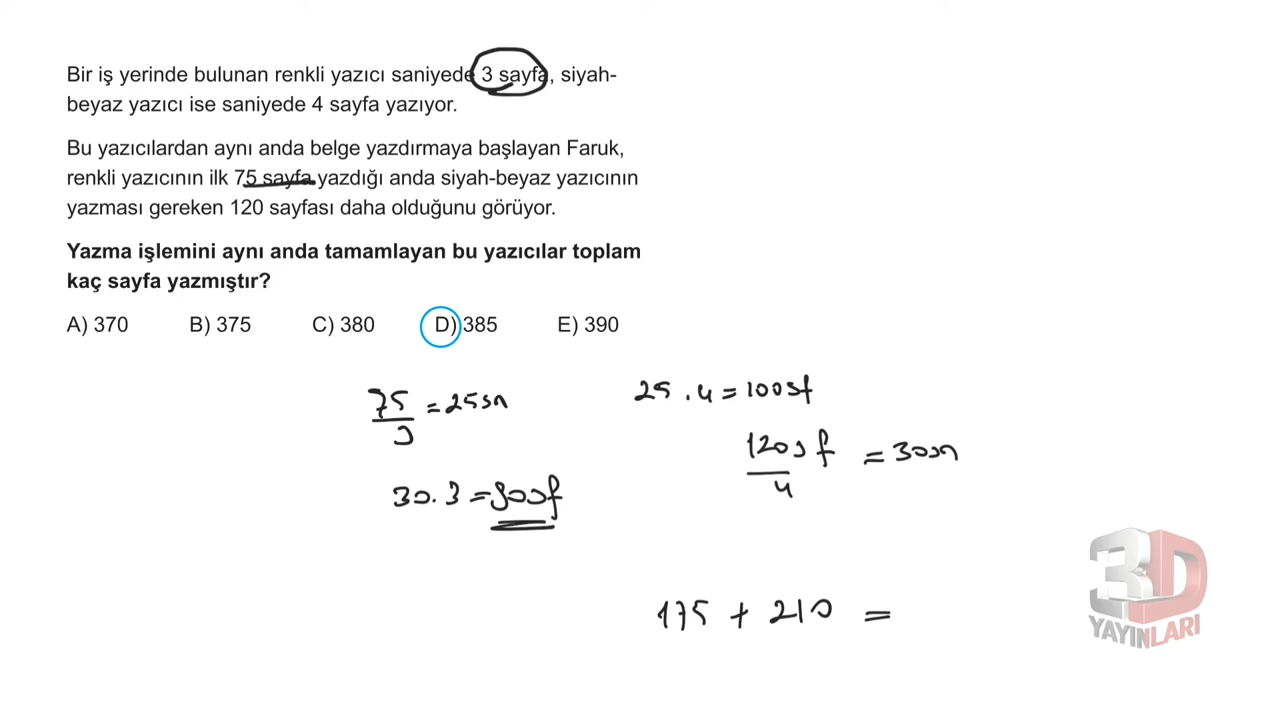 Bir iş yerinde bulunan renkli yazıcı saniyede 3 sayfa, siyah-
beyaz yazıcı ise saniyede 4 sayfa yazıyor.
Bu yazıcılardan aynı anda belge yazdırmaya başlayan Faruk,
renkli yazıcının ilk 75 sayfa yazdığı anda siyah-beyaz yazıcının
yazması gereken 120 sayfası daha olduğunu görüyor.
Yazma işlemini aynı anda tamamlayan bu yazıcılar toplam
kaç sayfa yazmıştır?
A) 370 B) 375 C) 380 D) 385 E) 390
75/3 = 25sn
25 . 4 = 100sf
120sf/4 = 30sn
30. 3 = 90sf
175 + 210 =
3D
YAYINLARI